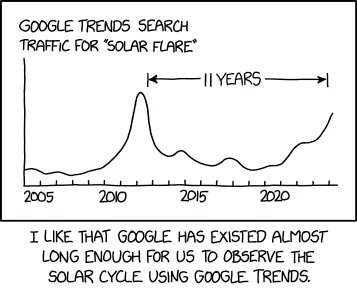 GOOGLE TRENDS SEARCH
TRAFFIC FOR "SOLAR FLARE"
11 YEARS
2005 2010 2015 2020
I LIKE THAT GOOGLE HAS EXISTED ALMOST
LONG ENOUGH FOR US TO OBSERVE THE
SOLAR CYCLE USING GOOGLE TRENDS.